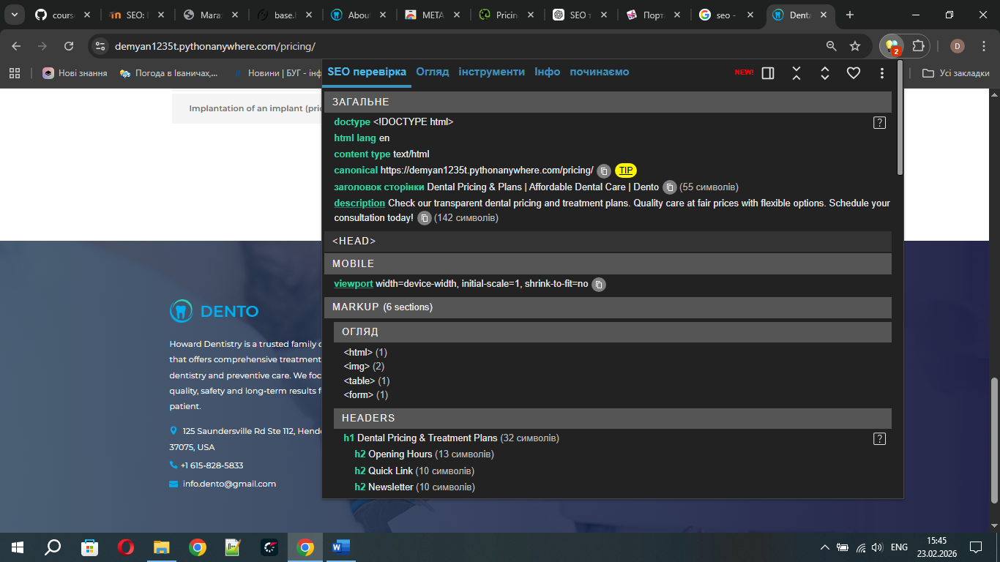 cours
SEO: 
Мага
base.
Abou
META
Pricin
SEO т
Порт
seo -
Denta
demyan1235t.pythonanywhere.com/pricing/
2
D
Нові знання
Погода в Іваничах,...
Новини | БУГ - інф
Усі закладки
SEO перевірка
Огляд
інструменти
Інфо
починаємо
NEW!
Implantation of an implant (pric
ЗАГАЛЬНЕ
doctype <!DOCTYPE html>
?
html lang en
content type text/html
canonical https://demyan1235t.pythonanywhere.com/pricing/ TIP
заголовок сторінки Dental Pricing & Plans | Affordable Dental Care | Dento (55 символів)
description Check our transparent dental pricing and treatment plans. Quality care at fair prices with flexible options. Schedule your
consultation today! (142 символів)
<HEAD>
MOBILE
viewport width=device-width, initial-scale=1, shrink-to-fit=no
MARKUP (6 sections)
ОГЛЯД
<html> (1)
<img> (2)
<table> (1)
<form> (1)
HEADERS
h1 Dental Pricing & Treatment Plans (32 символів)
?
h2 Opening Hours (13 символів)
h2 Quick Link (10 символів)
h2 Newsletter (10 символів)
DENTO
Howard Dentistry is a trusted family d
that offers comprehensive treatment
dentistry and preventive care. We foc
quality, safety and long-term results f
patient.
125 Saundersville Rd Ste 112, Hende
37075, USA
+1 615-828-5833
info.dento@gmail.com
ENG
15:45
23.02.2026